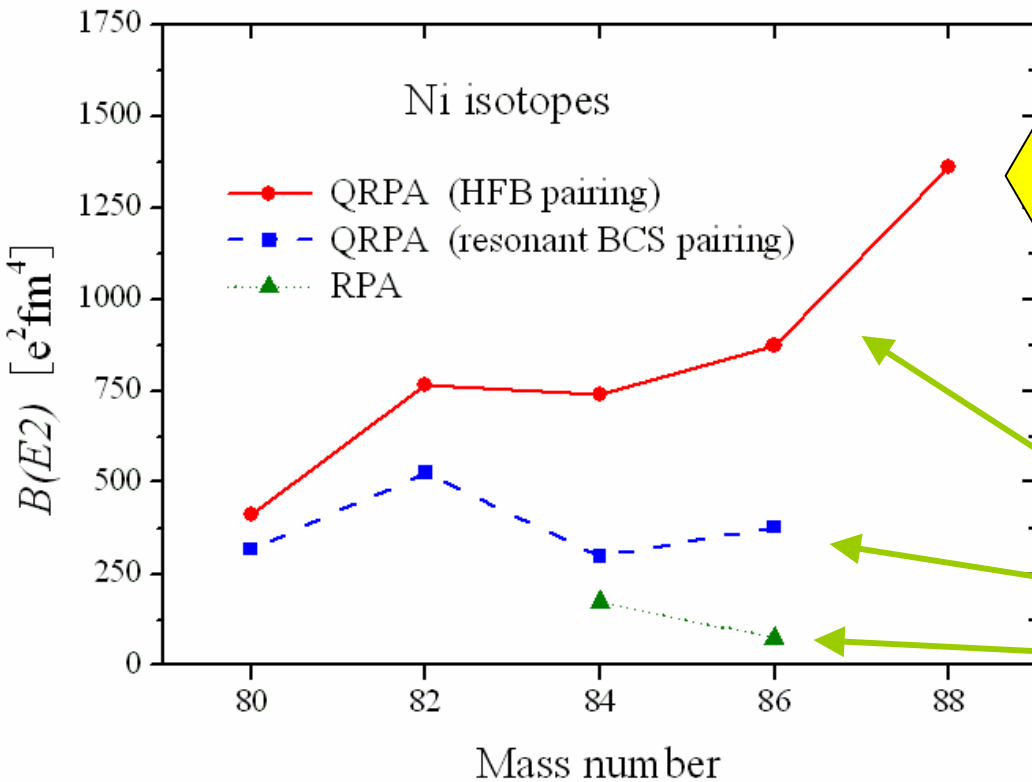 Ni isotopes
QRPA (HFB pairing)
QRPA (resonant BCS pairing)
RPA
B(E2) [e²fm⁴]
1750
1500
1250
1000
750
500
250
0
80 82 84 86 88
Mass number